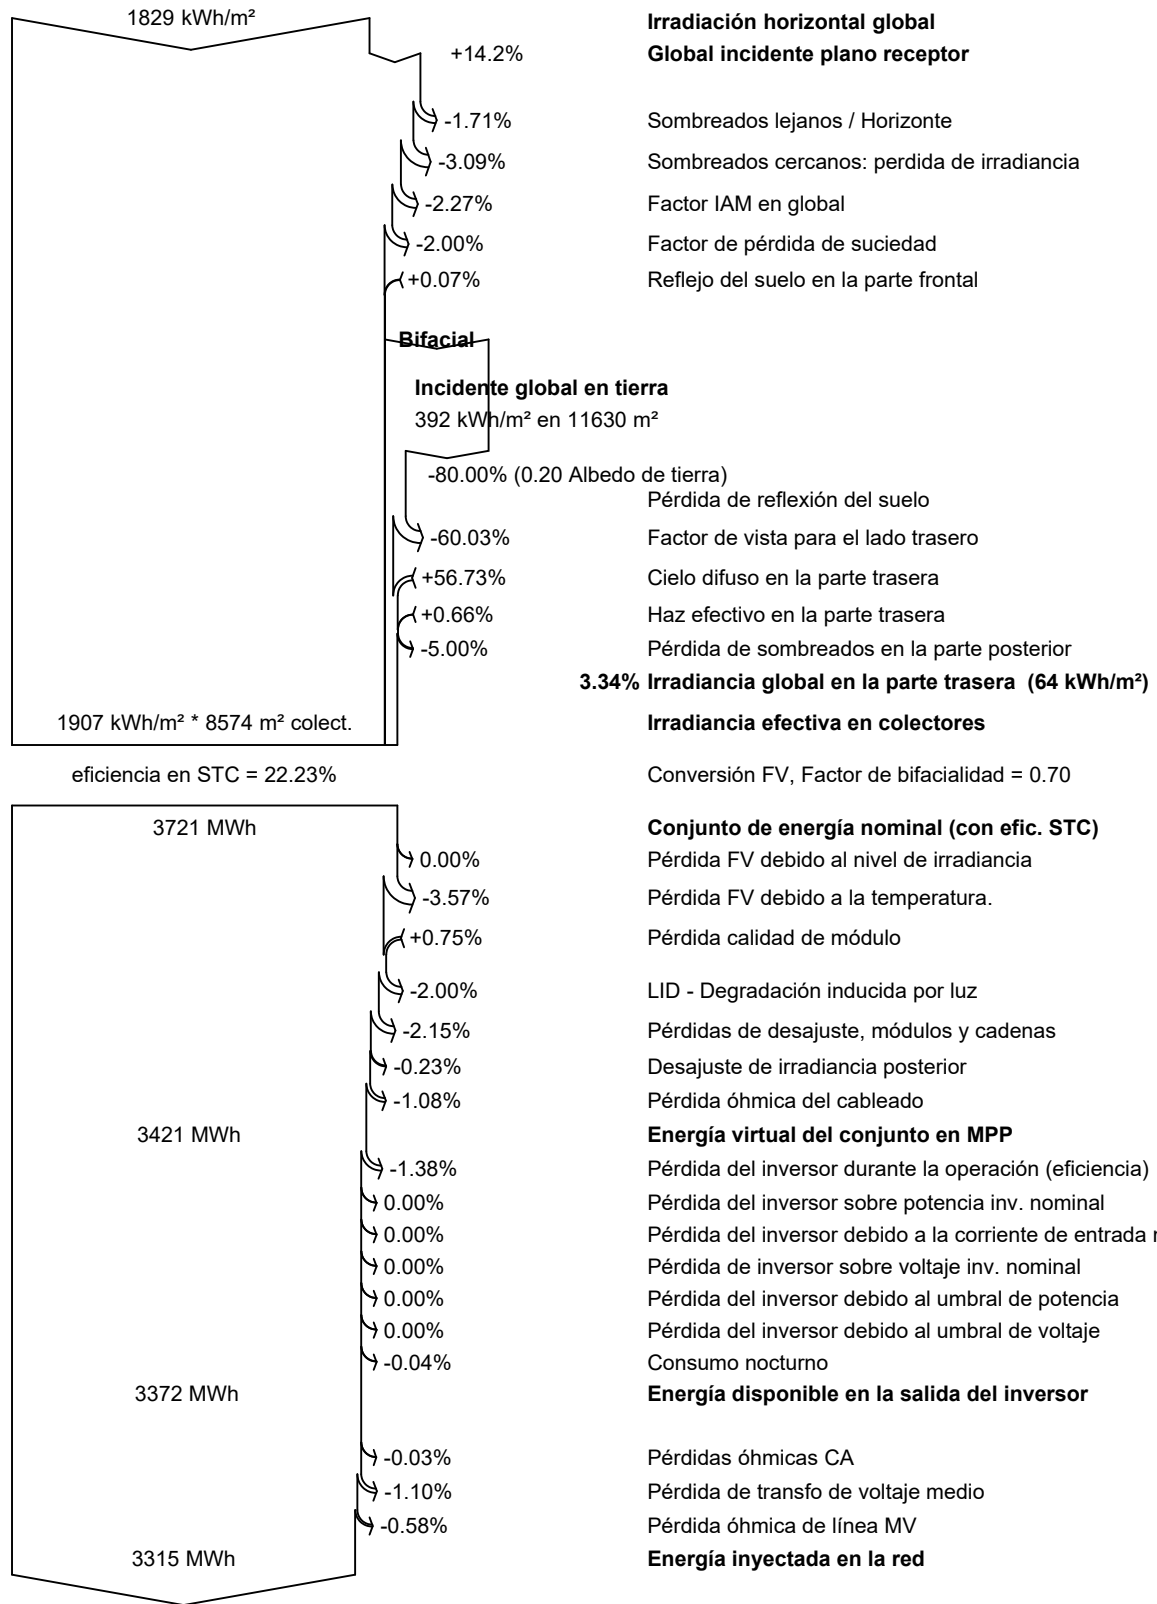 1829 kWh/m² Irradiación horizontal global
+14.2% Global incidente plano receptor
-1.71% Sombreados lejanos / Horizonte
-3.09% Sombreados cercanos: perdida de irradiancia
-2.27% Factor IAM en global
-2.00% Factor de pérdida de suciedad
+0.07% Reflejo del suelo en la parte frontal
Bifacial
Incidente global en tierra
392 kWh/m² en 11630 m²
-80.00% (0.20 Albedo de tierra)
Pérdida de reflexión del suelo
-60.03% Factor de vista para el lado trasero
+56.73% Cielo difuso en la parte trasera
+0.66% Haz efectivo en la parte trasera
-5.00% Pérdida de sombreados en la parte posterior
3.34% Irradiancia global en la parte trasera (64 kWh/m²)
1907 kWh/m² * 8574 m² colect. Irradiancia efectiva en colectores
eficiencia en STC = 22.23% Conversión FV, Factor de bifacialidad = 0.70
3721 MWh Conjunto de energía nominal (con efic. STC)
0.00% Pérdida FV debido al nivel de irradiancia
-3.57% Pérdida FV debido a la temperatura.
+0.75% Pérdida calidad de módulo
-2.00% LID - Degradación inducida por luz
-2.15% Pérdidas de desajuste, módulos y cadenas
-0.23% Desajuste de irradiancia posterior
-1.08% Pérdida óhmica del cableado
3421 MWh Energía virtual del conjunto en MPP
-1.38% Pérdida del inversor durante la operación (eficiencia)
0.00% Pérdida del inversor sobre potencia inv. nominal
0.00% Pérdida del inversor debido a la corriente de entrada
0.00% Pérdida de inversor sobre voltaje inv. nominal
0.00% Pérdida del inversor debido al umbral de potencia
0.00% Pérdida del inversor debido al umbral de voltaje
-0.04% Consumo nocturno
3372 MWh Energía disponible en la salida del inversor
-0.03% Pérdidas óhmicas CA
-1.10% Pérdida de transfo de voltaje medio
-0.58% Pérdida óhmica de línea MV
3315 MWh Energía inyectada en la red